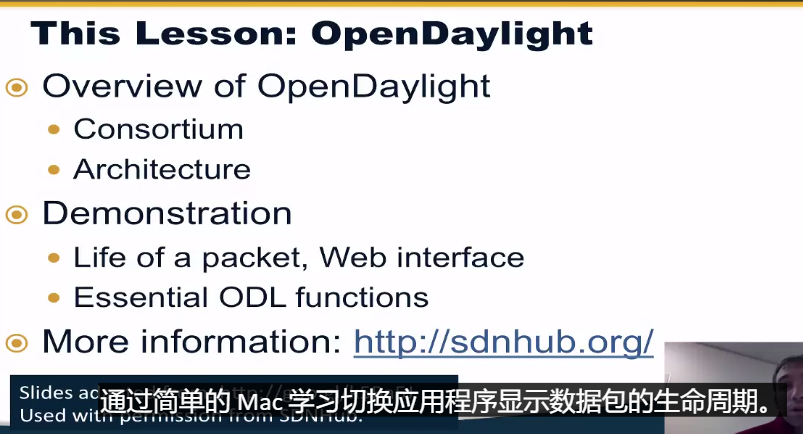 This Lesson: OpenDaylight
Overview of OpenDaylight
Consortium
Architecture
Demonstration
Life of a packet, Web interface
Essential ODL functions
More information: http://sdnhub.org/
Slides
通过简单的 Mac 学习切换应用程序显示数据包的生命周期。
Used with permission from SDNHub.